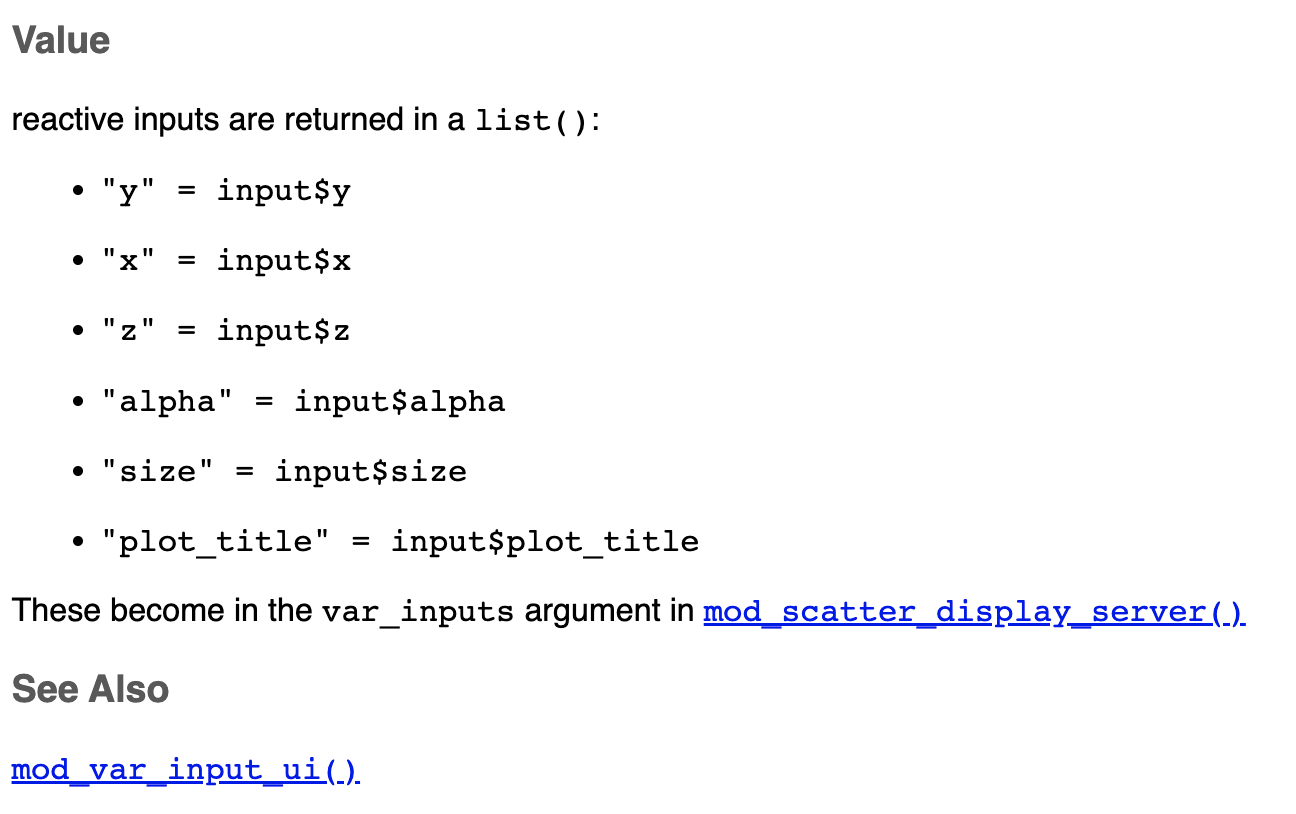 Value
reactive inputs are returned in a list():
• "y" = input$y
• "x" = input$x
• "z" = input$z
• "alpha" = input$alpha
• "size" = input$size
• "plot_title" = input$plot_title
These become in the var_inputs argument in mod_scatter_display_server()
See Also
mod_var_input_ui()